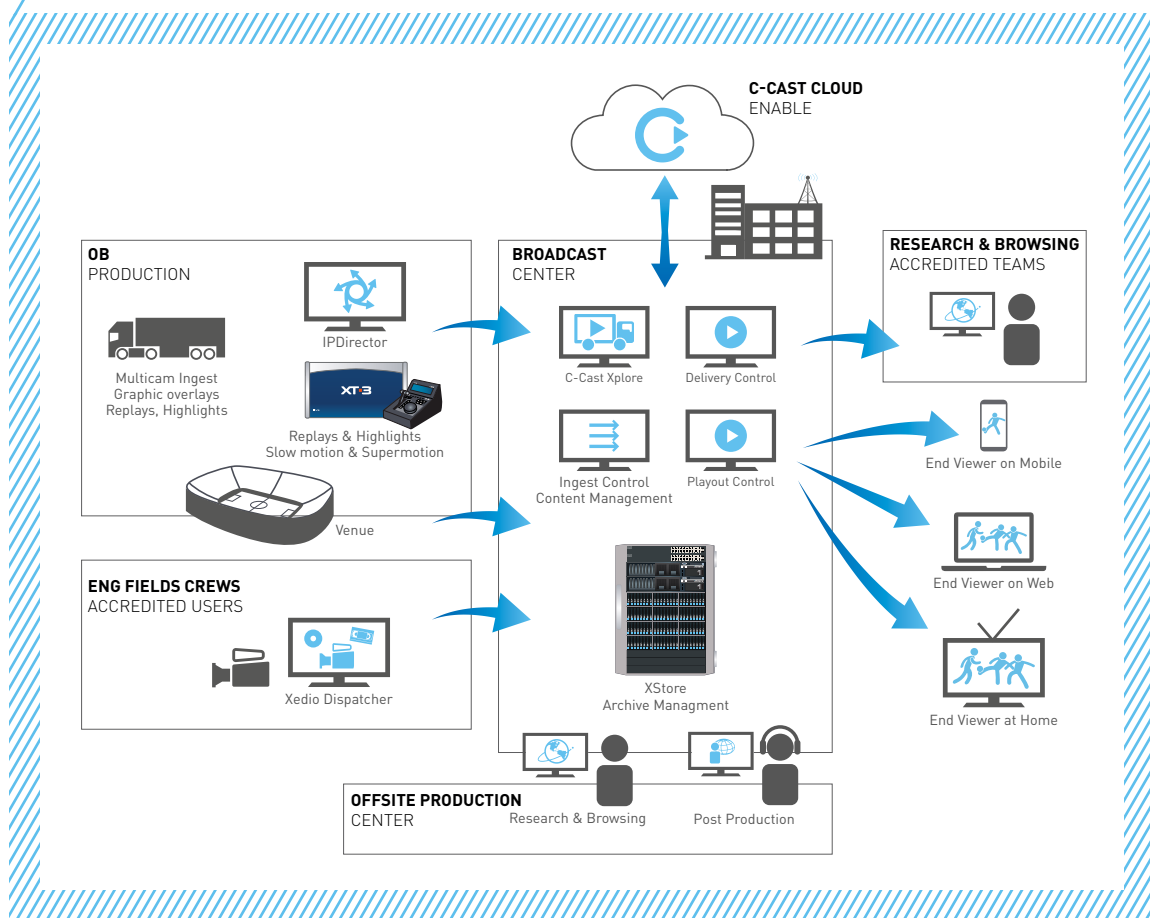 C-CAST CLOUD
ENABLE
OB
PRODUCTION
IPDirector
Multicam Ingest
Graphic overlays
Replays, Highlights
XT3
Replays & Highlights
Slow motion & Supermotion
Venue
ENG FIELDS CREWS
ACCREDITED USERS
Xedio Dispatcher
BROADCAST
CENTER
C-Cast Xplore
Delivery Control
Ingest Control
Content Management
Playout Control
XStore
Archive Managment
RESEARCH & BROWSING
ACCREDITED TEAMS
End Viewer on Mobile
End Viewer on Web
End Viewer at Home
OFFSITE PRODUCTION
CENTER
Research & Browsing
Post Production